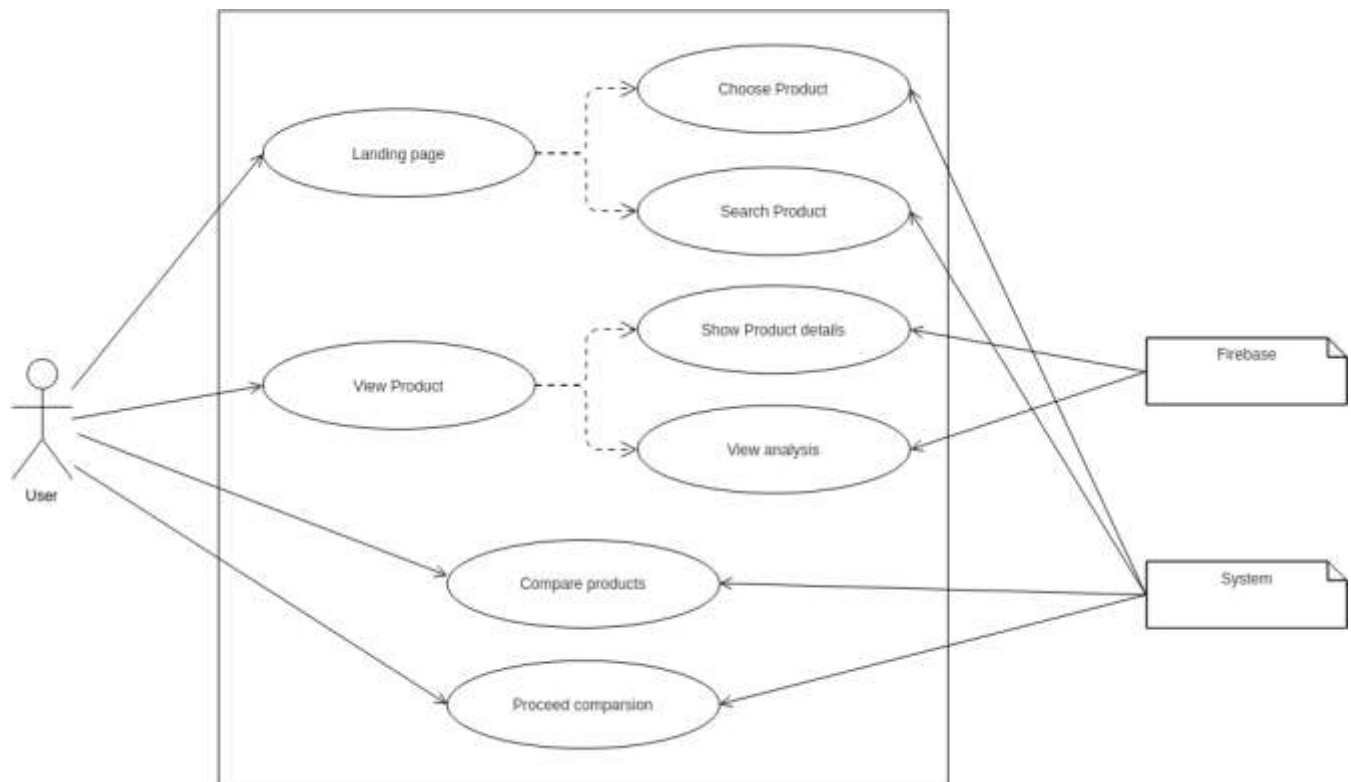 Choose Product
Landing page
Search Product
Show Product details
Firebase
View Product
View analysis
User
Compare products
System
Proceed comparsion